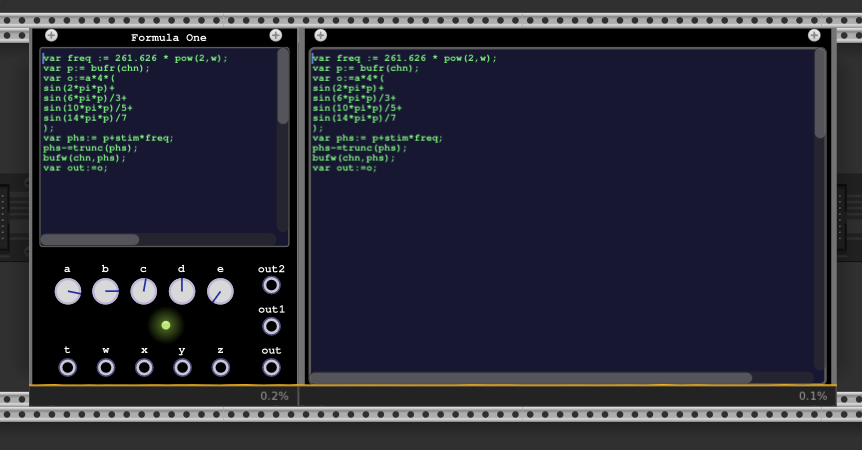 Formula One
var freq := 261.626 * pow(2,w);
var p:= bufr(chn);
var o:=a*4*(
sin(2*pi*p)+
sin(6*pi*p)/3+
sin(10*pi*p)/5+
sin(14*pi*p)/7
);
var phs:= p+stim*freq;
phs-=trunc(phs);
bufw(chn,phs);
var out:=o;
a b c d e out2
out1
t w x y z out
0.2%
var freq := 261.626 * pow(2,w);
var p:= bufr(chn);
var o:=a*4*(
sin(2*pi*p)+
sin(6*pi*p)/3+
sin(10*pi*p)/5+
sin(14*pi*p)/7
);
var phs:= p+stim*freq;
phs-=trunc(phs);
bufw(chn,phs);
var out:=o;
0.1%